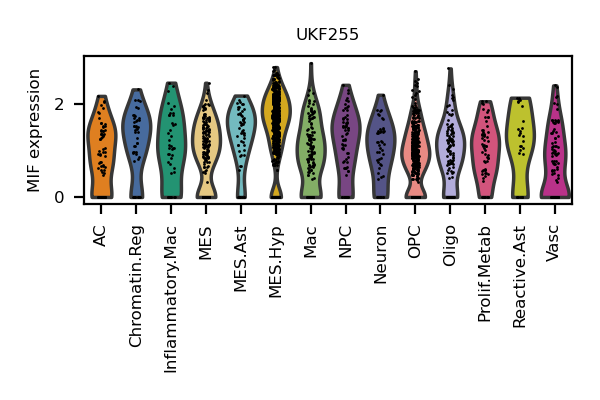 UKF255
MIF expression
2
0
AC
Chromatin.Reg
Inflammatory.Mac
MES
MES.Ast
MES.Hyp
Mac
NPC
Neuron
OPC
Oligo
Prolif.Metab
Reactive.Ast
Vasc